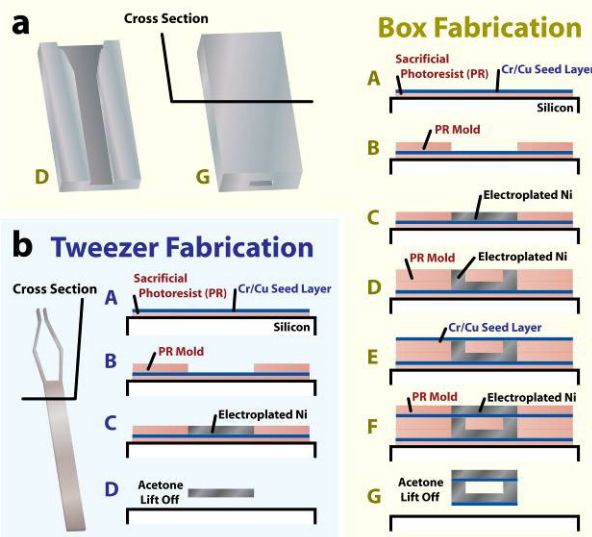 a
Cross Section
D
G
Box Fabrication
A
Sacrificial
Photoresist (PR)
Cr/Cu Seed Layer
Silicon
B
PR Mold
C
Electroplated Ni
D
PR Mold
Electroplated Ni
E
Cr/Cu Seed Layer
F
PR Mold
Electroplated Ni
G
Acetone
Lift Off
b
Tweezer Fabrication
Cross Section
A
Sacrificial
Photoresist (PR)
Cr/Cu Seed Layer
Silicon
B
PR Mold
C
Electroplated Ni
D
Acetone
Lift Off